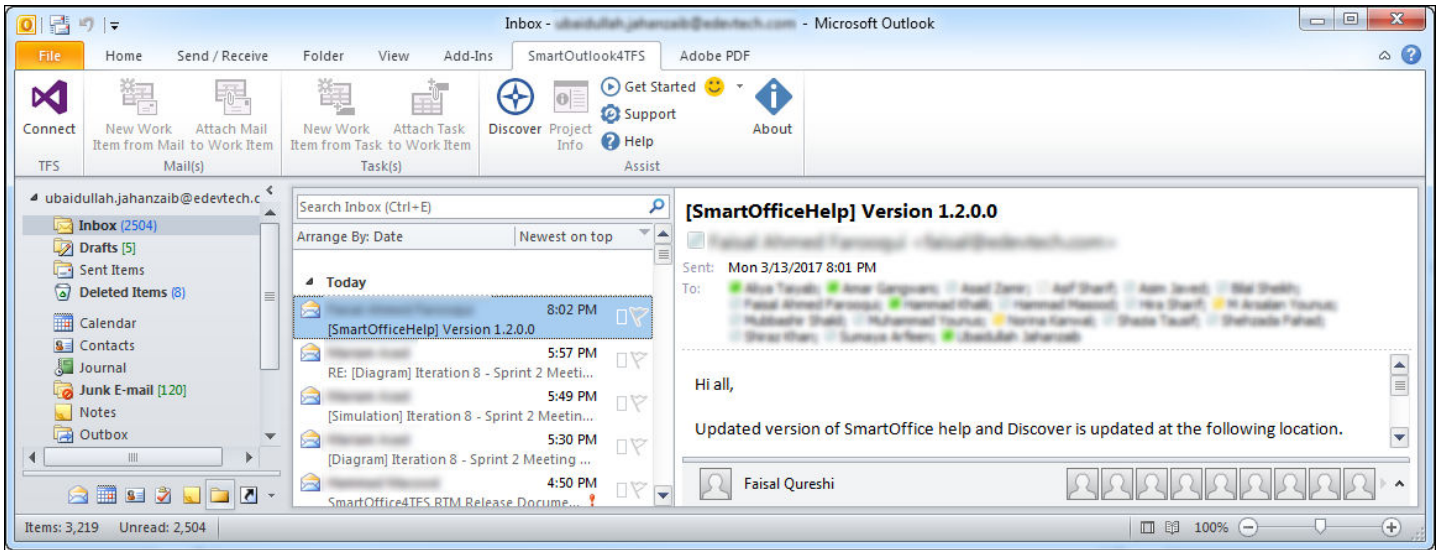 Inbox - - Microsoft Outlook
File Home Send / Receive Folder View Add-Ins SmartOutlook4TFS Adobe PDF
Connect
New Work Item from Mail
Attach Mail to Work Item
New Work Item from Task
Attach Task to Work Item
Discover
Project Info
Get Started
Support
Help
About
TFS Mail(s) Task(s) Assist
ubaidullah.jahanzaib@edevtech.c
Inbox (2504)
Drafts [5]
Sent Items
Deleted Items (8)
Calendar
Contacts
Journal
Junk E-mail [120]
Notes
Outbox
Search Inbox (Ctrl+E)
Arrange By: Date Newest on top
Today
8:02 PM
[SmartOfficeHelp] Version 1.2.0.0
5:57 PM
RE: [Diagram] Iteration 8 - Sprint 2 Meeti...
5:49 PM
[Simulation] Iteration 8 - Sprint 2 Meetin...
5:30 PM
[Diagram] Iteration 8 - Sprint 2 Meeting ...
4:50 PM
SmartOffice4TFS RTM Release Docume...
[SmartOfficeHelp] Version 1.2.0.0
Sent: Mon 3/13/2017 8:01 PM
To:
Hi all,
Updated version of SmartOffice help and Discover is updated at the following location.
Faisal Qureshi
Items: 3,219 Unread: 2,504
100%